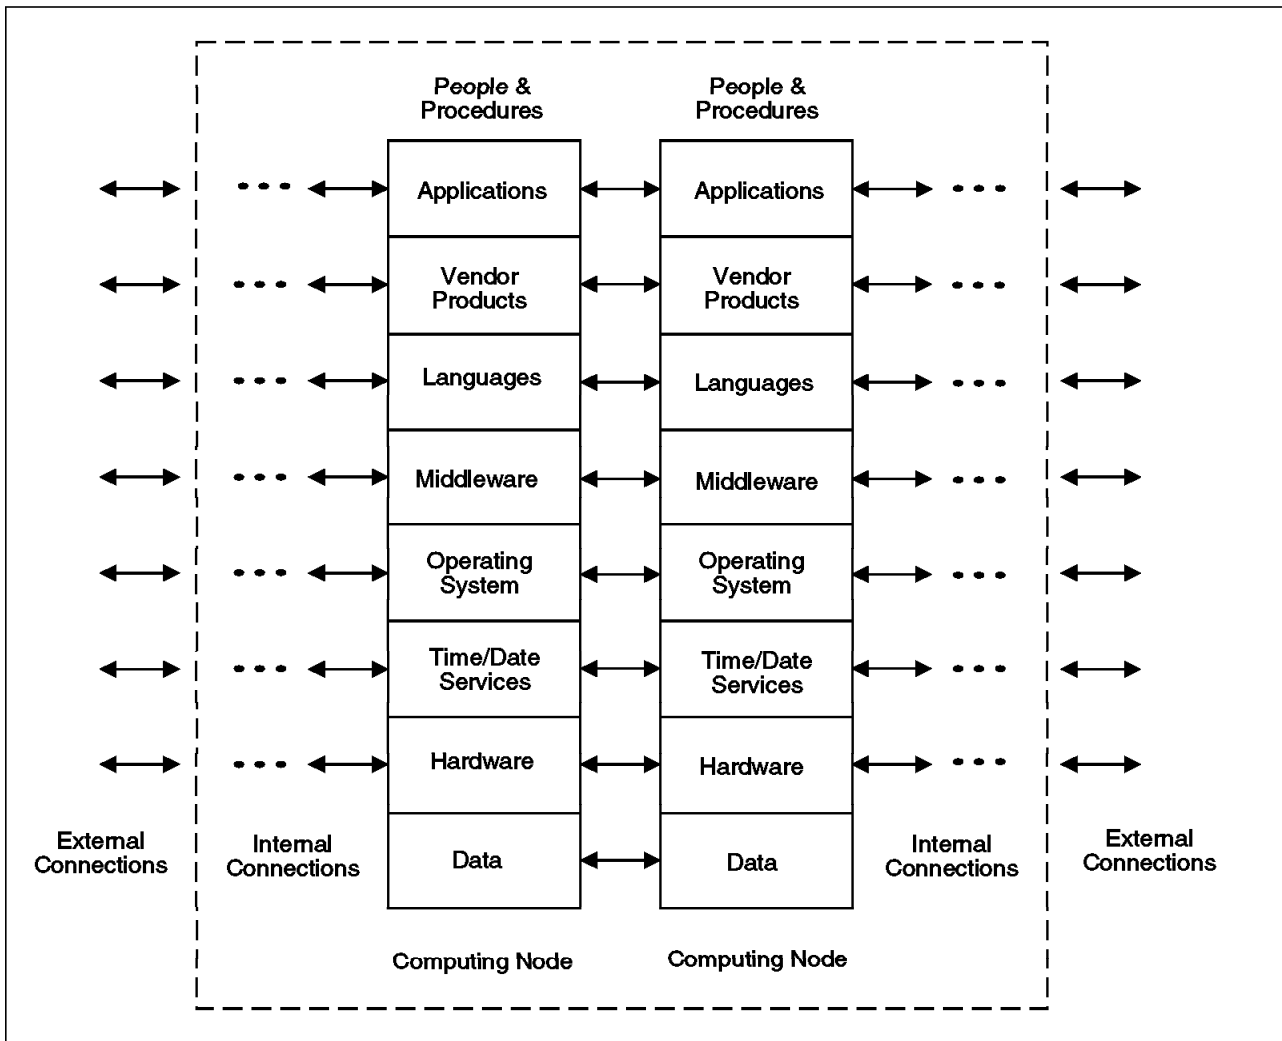 People &
Procedures
People &
Procedures
Applications
Applications
Vendor
Products
Vendor
Products
Languages
Languages
Middleware
Middleware
Operating
System
Operating
System
Time/Date
Services
Time/Date
Services
Hardware
Hardware
External
Connections
Internal
Connections
Data
Data
Internal
Connections
External
Connections
Computing Node
Computing Node